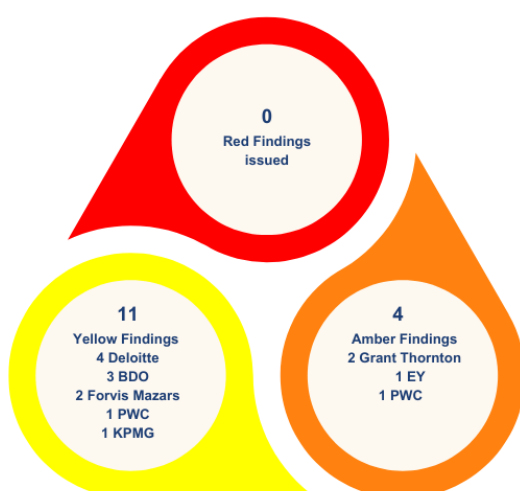 0
Red Findings
issued
11
Yellow Findings
4 Deloitte
3 BDO
2 Forvis Mazars
1 PWC
1 KPMG
4
Amber Findings
2 Grant Thornton
1 EY
1 PWC